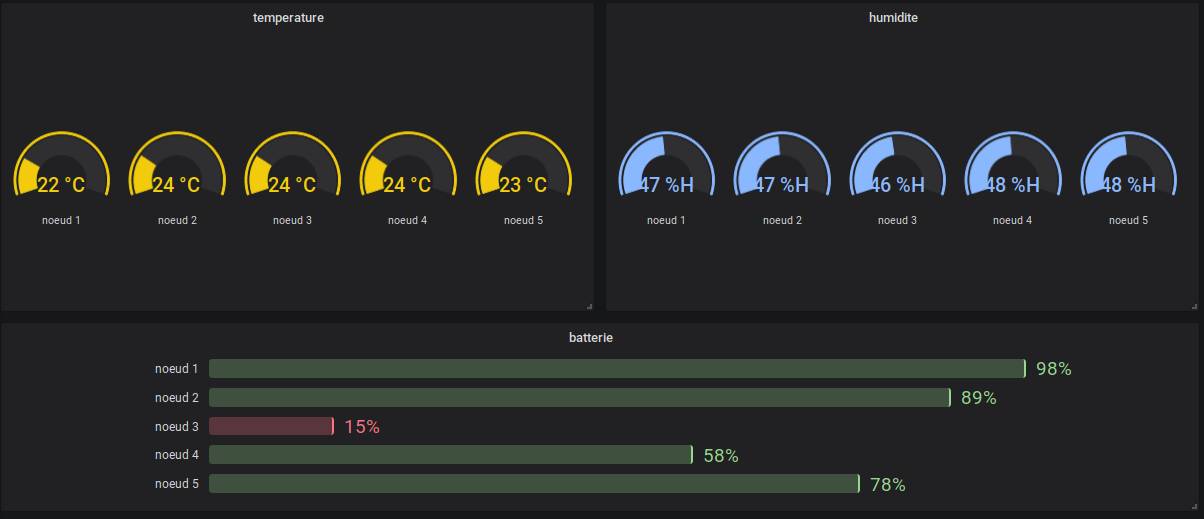 temperature
22 °C
24 °C
24 °C
24 °C
23 °C
noeud 1
noeud 2
noeud 3
noeud 4
noeud 5
humidite
47 %H
47 %H
46 %H
48 %H
48 %H
noeud 1
noeud 2
noeud 3
noeud 4
noeud 5
batterie
noeud 1 98%
noeud 2 89%
noeud 3 15%
noeud 4 58%
noeud 5 78%